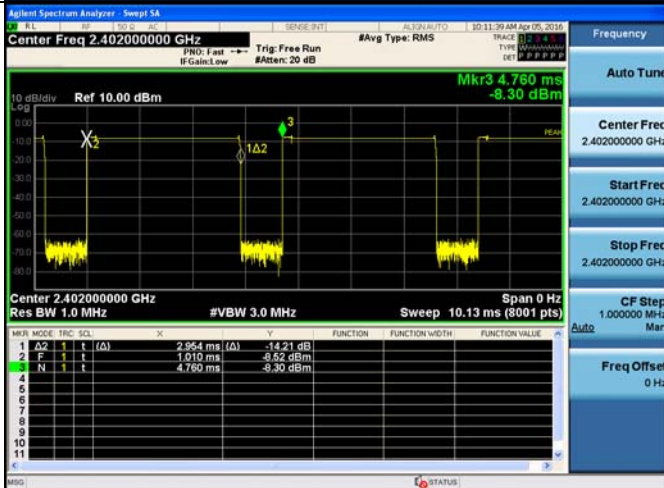 Agilent Spectrum Analyzer - Swept SA
RL RF 50 Ω AC SENSE:INT ALIGN AUTO 10:11:39 AM Apr 05, 2016
Center Freq 2.402000000 GHz
PNO: Fast
IFGain:Low
Trig: Free Run
#Atten: 20 dB
#Avg Type: RMS
TRACE 1 2 3 4 5 6
TYPE
DET P P P P P P
Mkr3 4.760 ms
-8.30 dBm
10 dB/div Ref 10.00 dBm
Log
0.00
-10.0
-20.0
-30.0
-40.0
-50.0
-60.0
-70.0
-80.0
2
1Δ2
3
PEAK
Center 2.402000000 GHz Span 0 Hz
Res BW 1.0 MHz #VBW 3.0 MHz Sweep 10.13 ms (8001 pts)
MKR MODE TRC SCL X Y FUNCTION FUNCTION WIDTH FUNCTION VALUE
1 Δ2 1 t (Δ) 2.954 ms (Δ) -14.21 dB
2 F 1 t 1.010 ms -8.52 dBm
3 N 1 t 4.760 ms -8.30 dBm
4
5
6
7
8
9
10
11
MSG STATUS
Frequency
Auto Tune
Center Freq
2.402000000 GHz
Start Freq
2.402000000 GHz
Stop Freq
2.402000000 GHz
CF Step
1.000000 MHz
Auto Man
Freq Offset
0 Hz